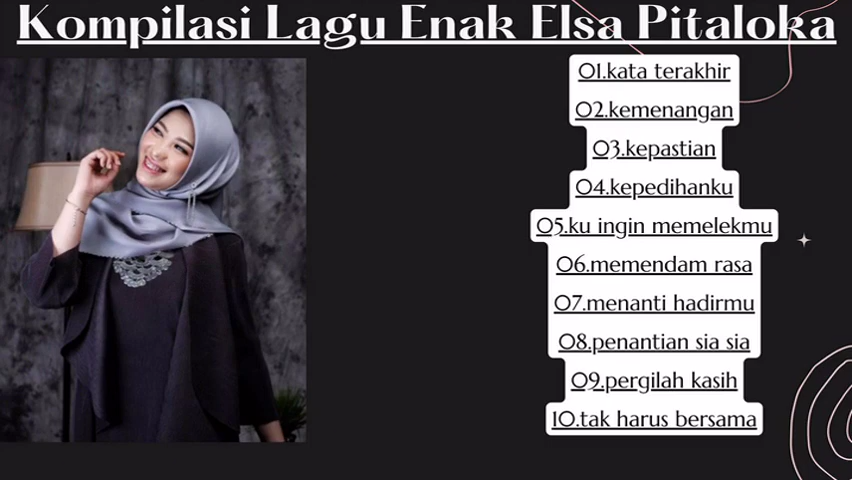 Kompilasi Lagu Enak Elsa Pitaloka
01.kata terakhir
02.kemenangan
03.kepastian
04.kepedihanku
05.ku ingin memelekmu
06.memendam rasa
07.menanti hadirmu
08.penantian sia sia
09.pergilah kasih
10.tak harus bersama